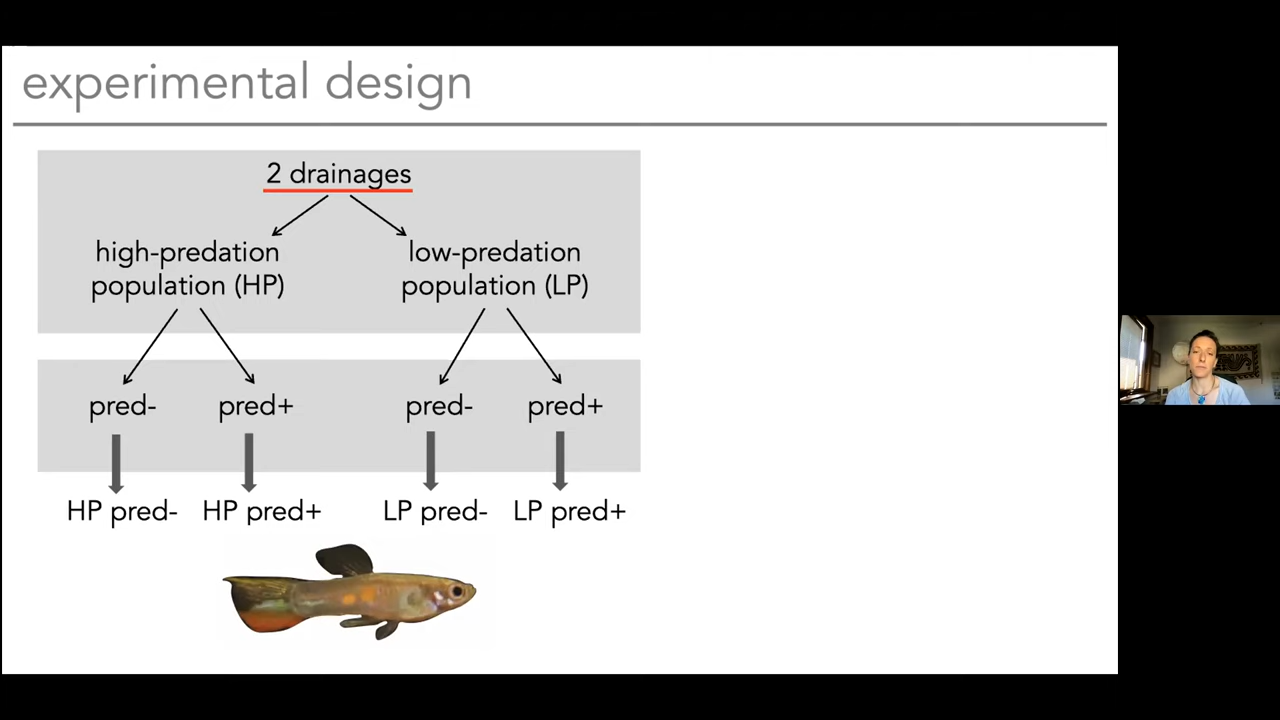 experimental design
2 drainages
high-predation
population (HP)
low-predation
population (LP)
pred-
pred+
pred-
pred+
HP pred-
HP pred+
LP pred-
LP pred+